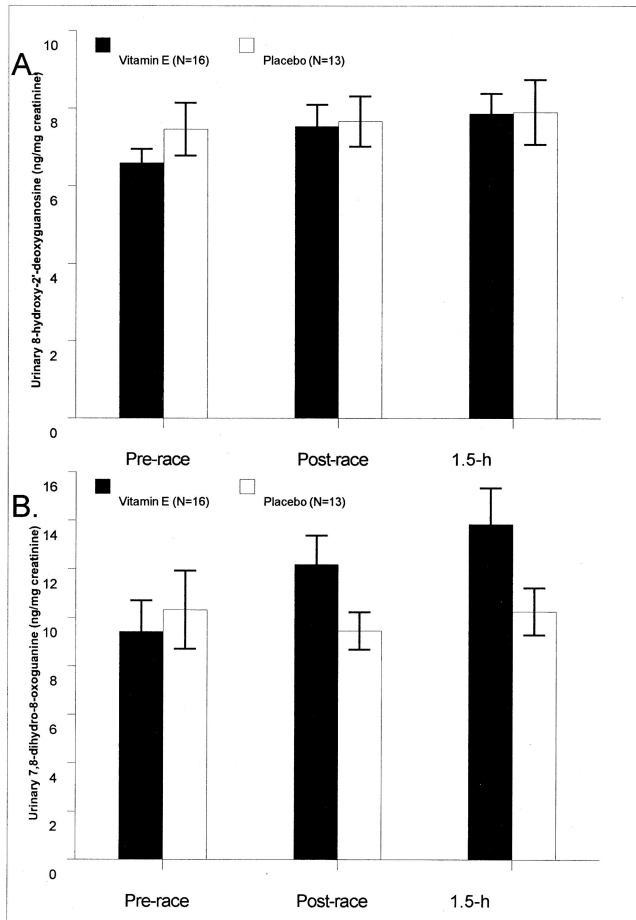 A.
Urinary 8-hydroxy-2'-deoxyguanosine (ng/mg creatinine)
10
8
6
4
2
0
Vitamin E (N=16)
Placebo (N=13)
Pre-race
Post-race
1.5-h
B.
Urinary 7,8-dihydro-8-oxoguanine (ng/mg creatinine)
16
14
12
10
8
6
4
2
0
Vitamin E (N=16)
Placebo (N=13)
Pre-race
Post-race
1.5-h